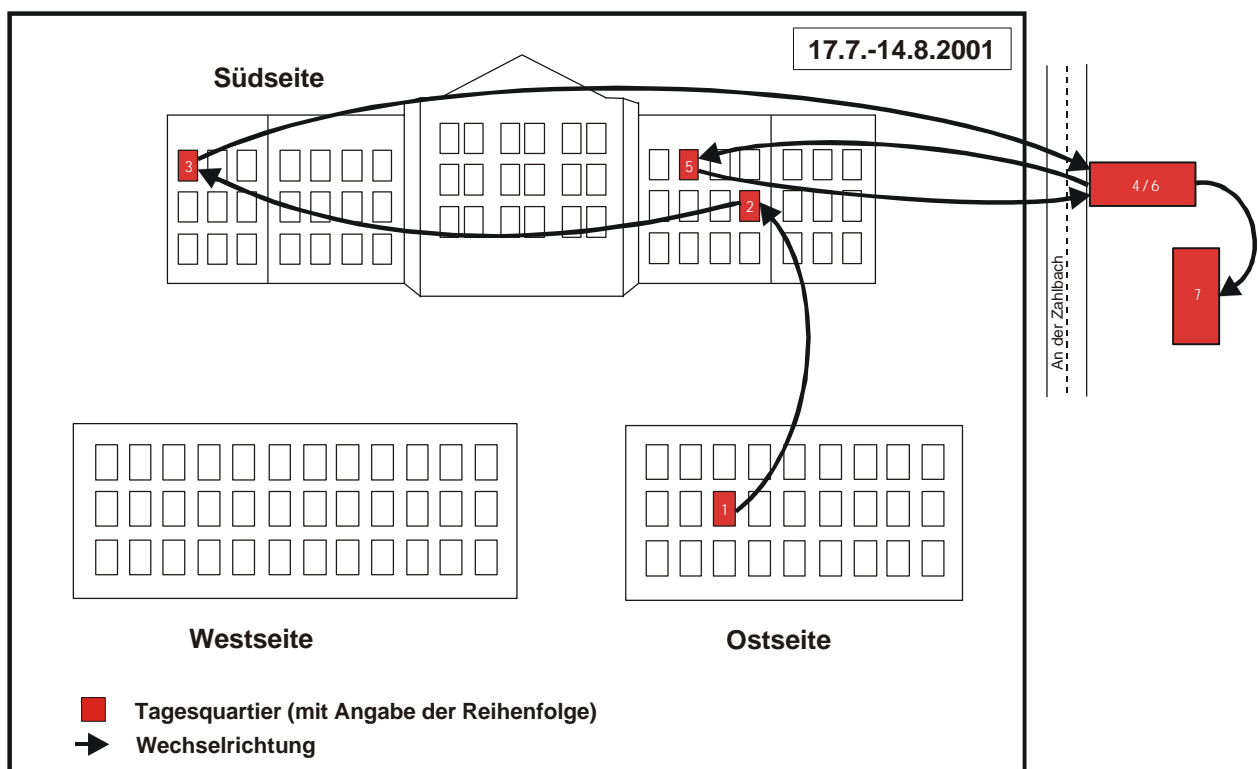 17.7.-14.8.2001
Südseite
3
5
4 / 6
2
7
An der Zahlbach
1
Westseite
Ostseite
Tagesquartier (mit Angabe der Reihenfolge)
Wechselrichtung